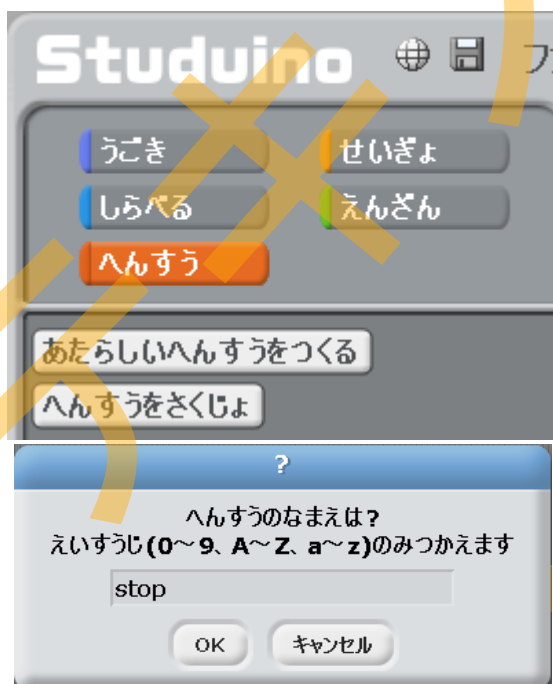 Studuino フ
うごき せいぎょ
しらべる えんざん
へんすう
あたらしいへんすうをつくる
へんすうをさくじょ
?
へんすうのなまえは?
えいすうじ(0～9、A～Z、a～z)のみつかえます
stop
OK キャンセル